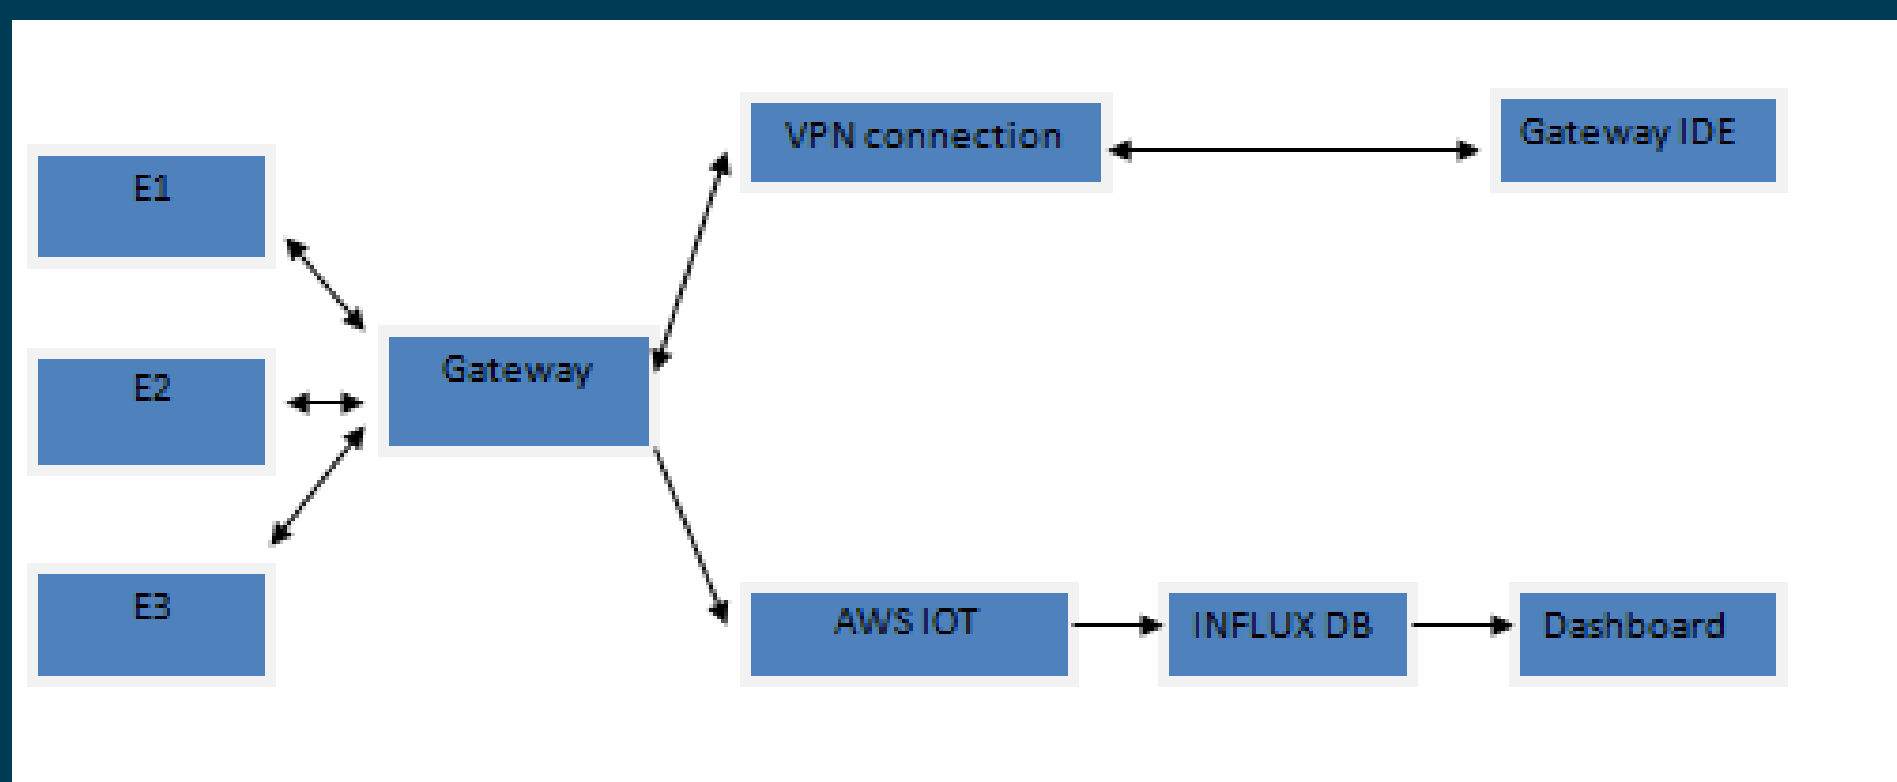 E1
E2
E3
Gateway
VPN connection
Gateway IDE
AWS IOT
INFLUX DB
Dashboard